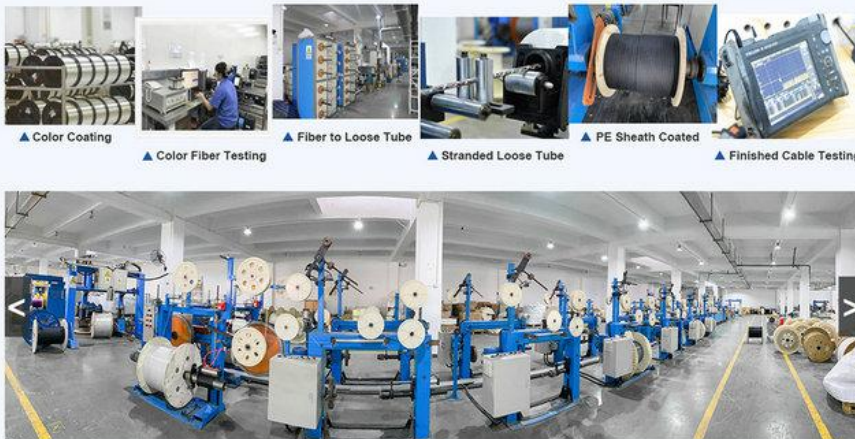 Color Coating
Color Fiber Testing
Fiber to Loose Tube
Stranded Loose Tube
PE Sheath Coated
Finished Cable Testing
<
>